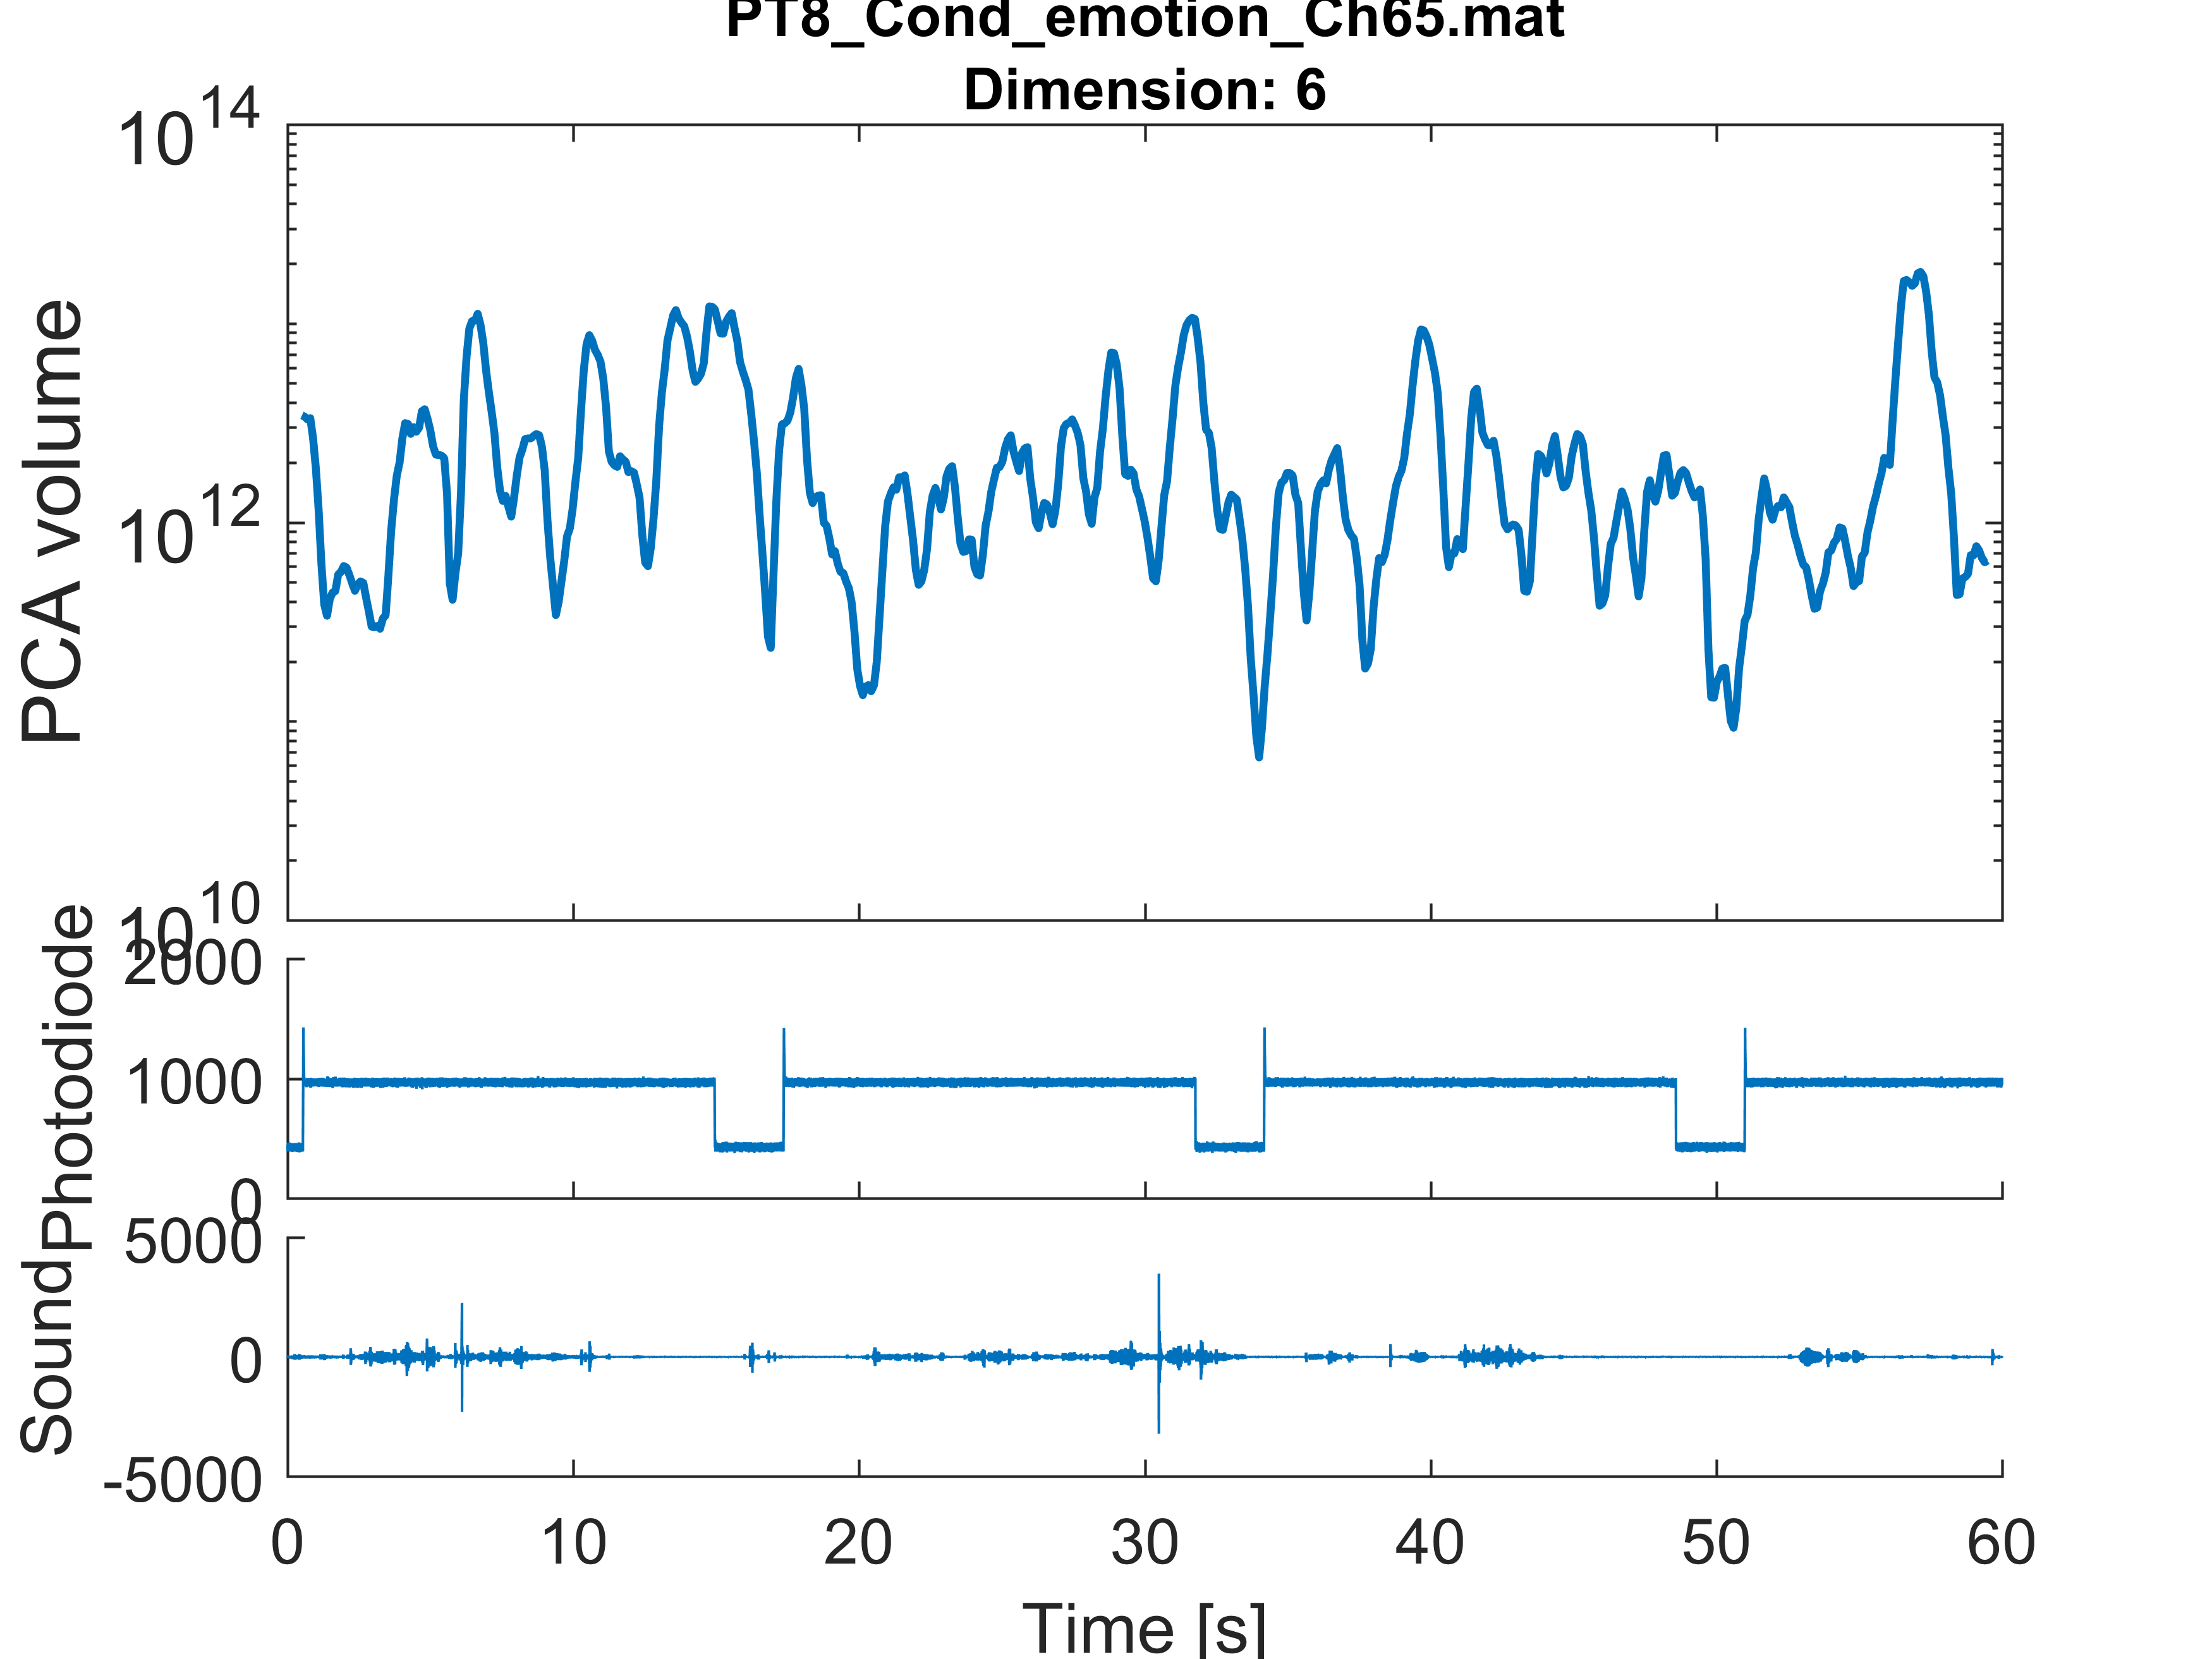 PT8_Cond_emotion_Ch65.mat
Dimension: 6
PCA volume
10^14
10^12
10^10
Photodiode
2000
1000
0
Sound
5000
0
-5000
0 10 20 30 40 50 60
Time [s]